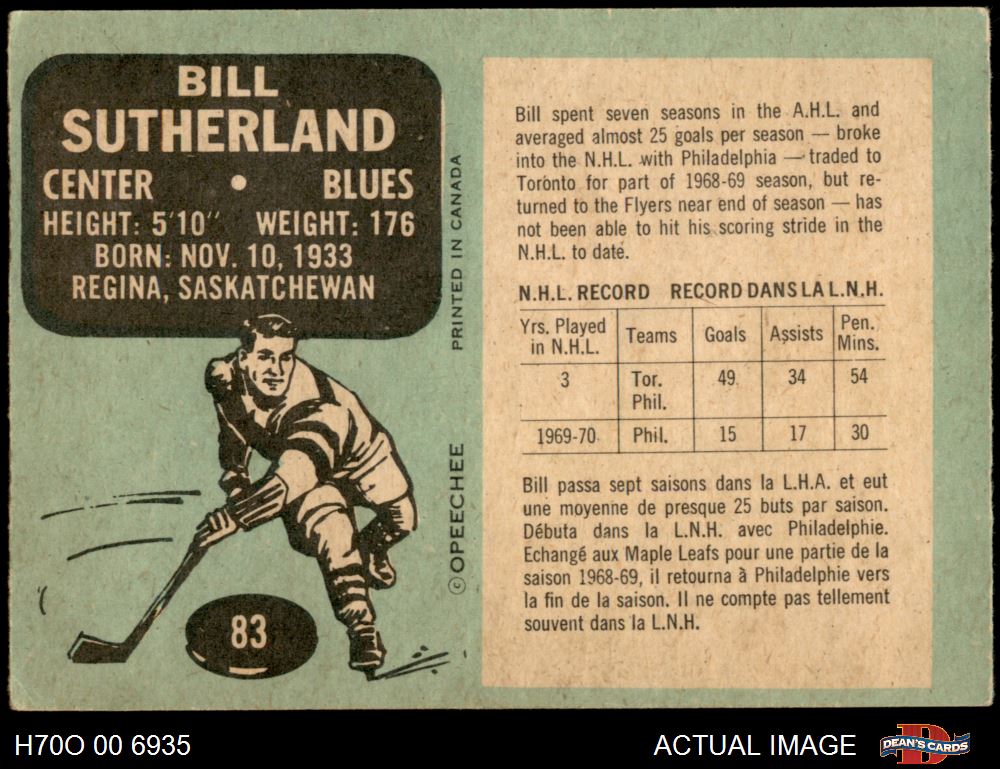 BILL
SUTHERLAND
CENTER • BLUES
HEIGHT: 5'10" WEIGHT: 176
BORN: NOV. 10, 1933
REGINA, SASKATCHEWAN
PRINTED IN CANADA
©OPEECHEE
83
Bill spent seven seasons in the A.H.L. and
averaged almost 25 goals per season — broke
into the N.H.L. with Philadelphia — traded to
Toronto for part of 1968-69 season, but re-
turned to the Flyers near end of season — has
not been able to hit his scoring stride in the
N.H.L. to date.
N.H.L. RECORD RECORD DANS LA L.N.H.
Yrs. Played
in N.H.L. Teams Goals Assists Pen.
Mins.
3 Tor. 49 34 54
Phil.
1969-70 Phil. 15 17 30
Bill passa sept saisons dans la L.H.A. et eut
une moyenne de presque 25 buts par saison.
Débuta dans la L.N.H. avec Philadelphie.
Echangé aux Maple Leafs pour une partie de la
saison 1968-69, il retourna à Philadelphie vers
la fin de la saison. Il ne compte pas tellement
souvent dans la L.N.H.
H70O 00 6935
ACTUAL IMAGE
DEAN'S CARDS